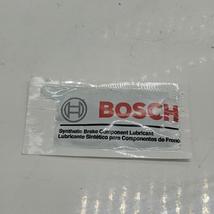 BOSCH
Synthetic Brake Component Lubricant
Lubricante Sintético para Componentes de Freno